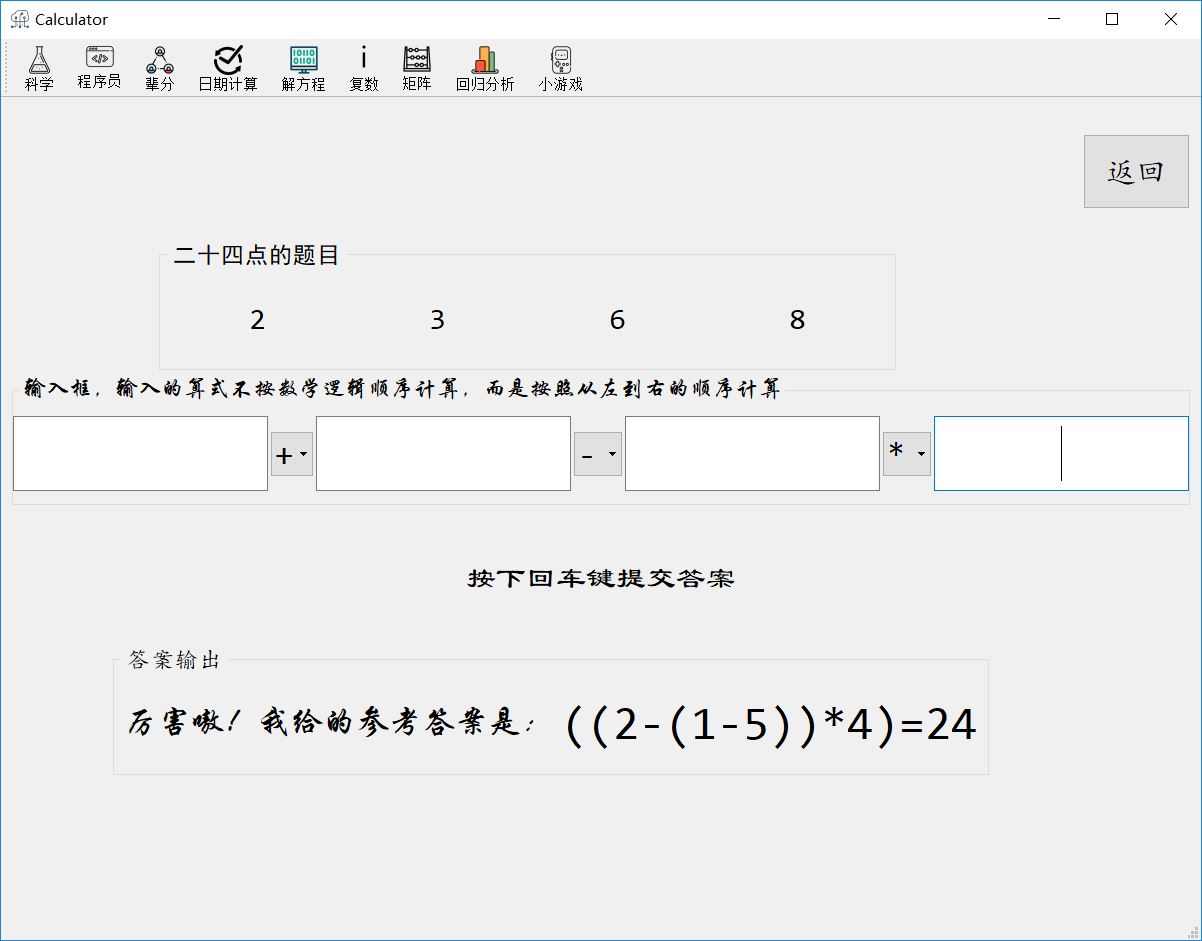 Calculator
科学 程序员 辈分 日期计算 解方程 复数 矩阵 回归分析 小游戏
返回
二十四点的题目
2 3 6 8
输入框，输入的算式不按数学逻辑顺序计算，而是按照从左到右的顺序计算
+ - *
按下回车键提交答案
答案输出
厉害嗷！我给的参考答案是：((2-(1-5))*4)=24